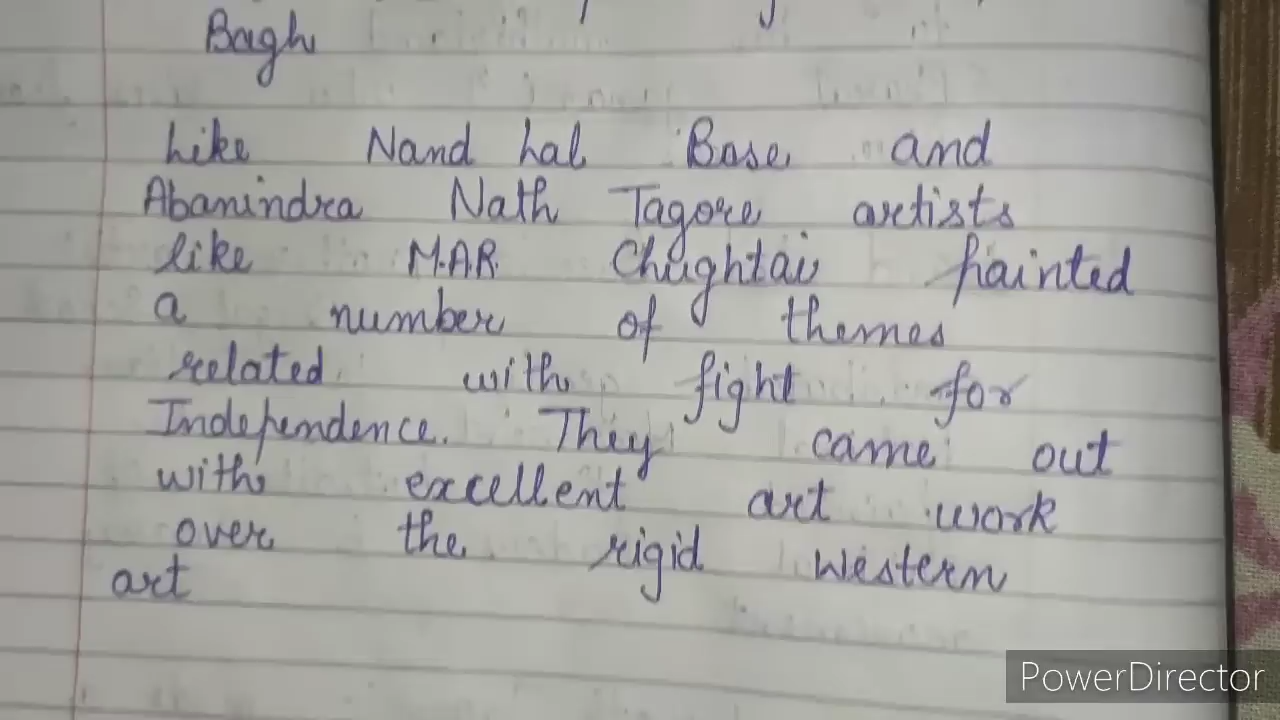 Bagh
Like Nand Lal Bose and
Abanindra Nath Tagore artists
like M.A.R. Chughtai painted
a number of themes
related with fight for
Independence. They came out
with excellent art work
over the rigid Western
art
PowerDirector